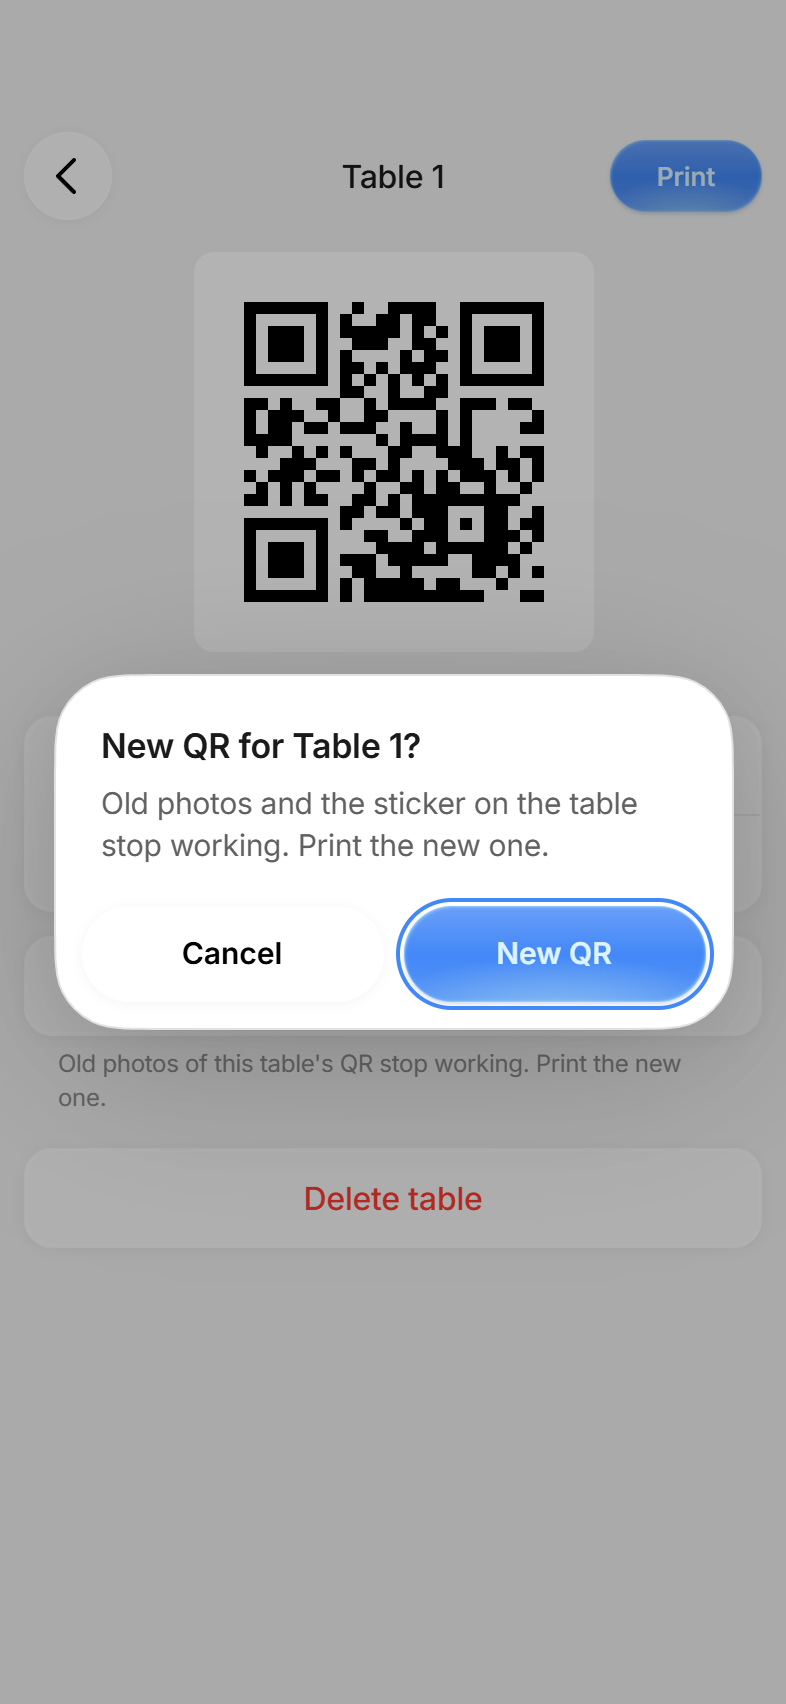 Table 1
Print
New QR for Table 1?
Old photos and the sticker on the table
stop working. Print the new one.
Cancel
New QR
Old photos of this table's QR stop working. Print the new
one.
Delete table